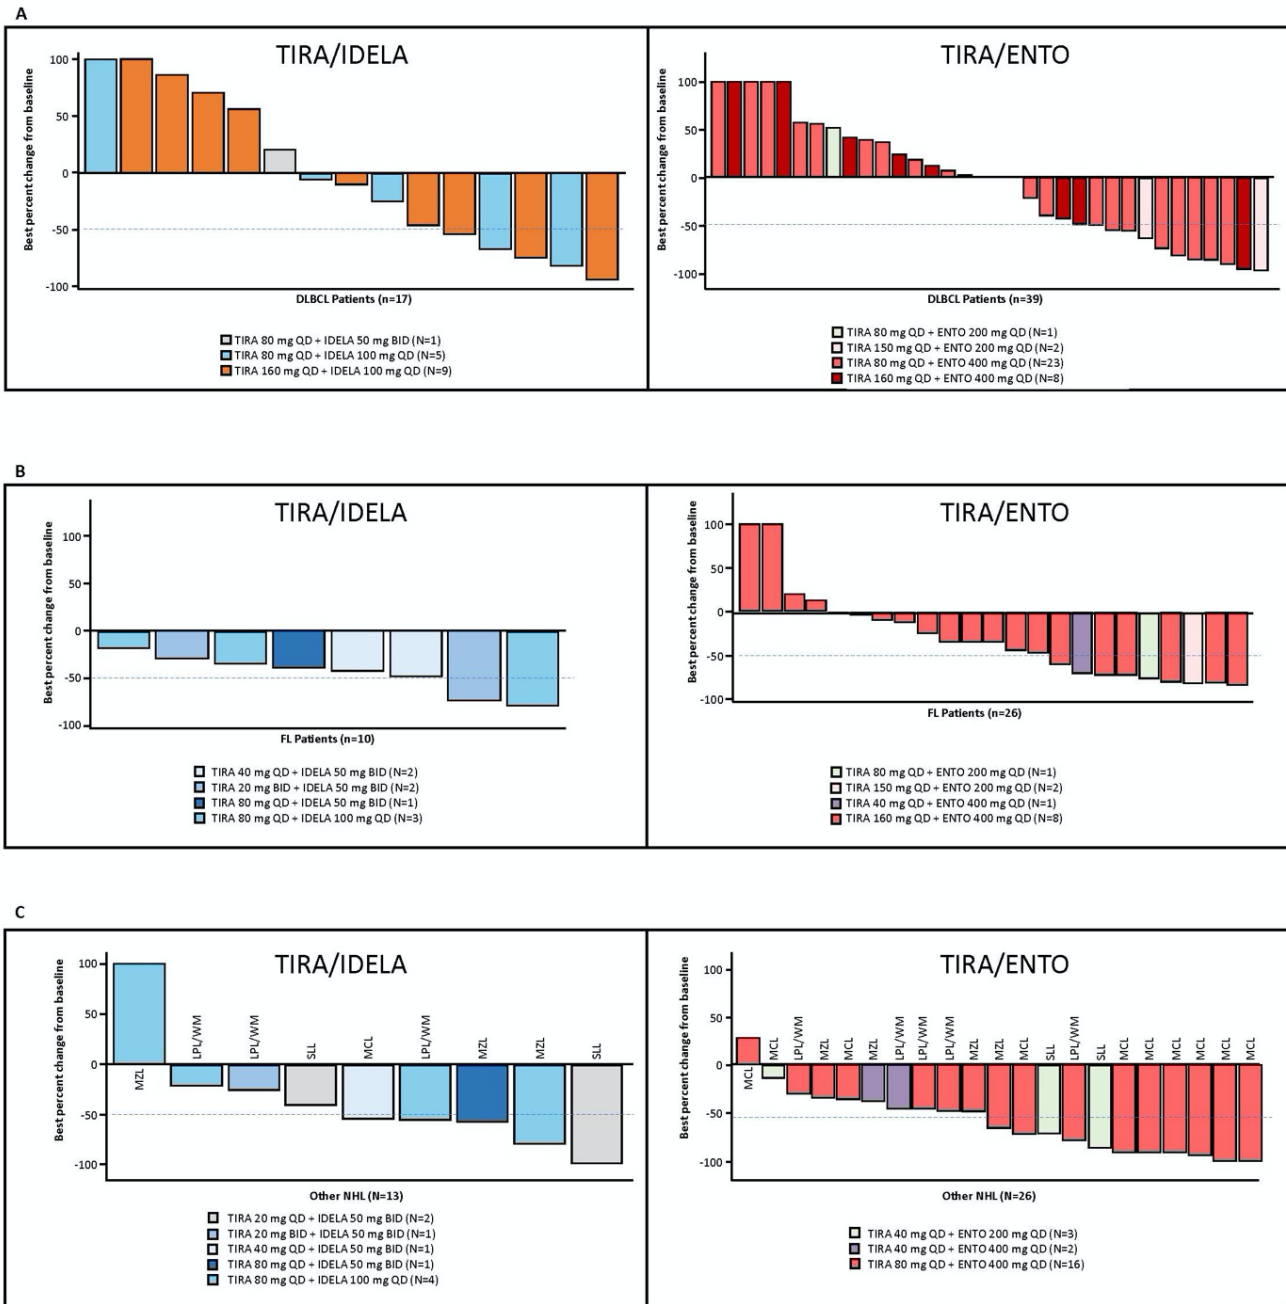 A
TIRA/IDELA
Best percent change from baseline
100
50
0
-50
-100
DLBCL Patients (n=17)
TIRA 80 mg QD + IDELA 50 mg BID (N=1)
TIRA 80 mg QD + IDELA 100 mg QD (N=5)
TIRA 160 mg QD + IDELA 100 mg QD (N=9)
TIRA/ENTO
Best percent change from baseline
100
50
0
-50
-100
DLBCL Patients (n=39)
TIRA 80 mg QD + ENTO 200 mg QD (N=1)
TIRA 150 mg QD + ENTO 200 mg QD (N=2)
TIRA 80 mg QD + ENTO 400 mg QD (N=23)
TIRA 160 mg QD + ENTO 400 mg QD (N=8)
B
TIRA/IDELA
Best percent change from baseline
100
50
0
-50
-100
FL Patients (n=10)
TIRA 40 mg QD + IDELA 50 mg BID (N=2)
TIRA 20 mg BID + IDELA 50 mg BID (N=2)
TIRA 80 mg QD + IDELA 50 mg BID (N=1)
TIRA 80 mg QD + IDELA 100 mg QD (N=3)
TIRA/ENTO
Best percent change from baseline
100
50
0
-50
-100
FL Patients (n=26)
TIRA 80 mg QD + ENTO 200 mg QD (N=1)
TIRA 150 mg QD + ENTO 200 mg QD (N=2)
TIRA 40 mg QD + ENTO 400 mg QD (N=1)
TIRA 160 mg QD + ENTO 400 mg QD (N=8)
C
TIRA/IDELA
Best percent change from baseline
100
50
0
-50
-100
MZL
LPL/WM
LPL/WM
SLL
MCL
LPL/WM
MZL
MZL
SLL
Other NHL (N=13)
TIRA 20 mg QD + IDELA 50 mg BID (N=2)
TIRA 20 mg BID + IDELA 50 mg BID (N=1)
TIRA 40 mg QD + IDELA 50 mg BID (N=1)
TIRA 80 mg QD + IDELA 50 mg BID (N=1)
TIRA 80 mg QD + IDELA 100 mg QD (N=4)
TIRA/ENTO
Best percent change from baseline
100
50
0
-50
-100
MCL
MCL
LPL/WM
MZL
MCL
MZL
LPL/WM
LPL/WM
LPL/WM
MZL
MZL
MCL
SLL
LPL/WM
SLL
MCL
MCL
MCL
MCL
MCL
MCL
Other NHL (N=26)
TIRA 40 mg QD + ENTO 200 mg QD (N=3)
TIRA 40 mg QD + ENTO 400 mg QD (N=2)
TIRA 80 mg QD + ENTO 400 mg QD (N=16)